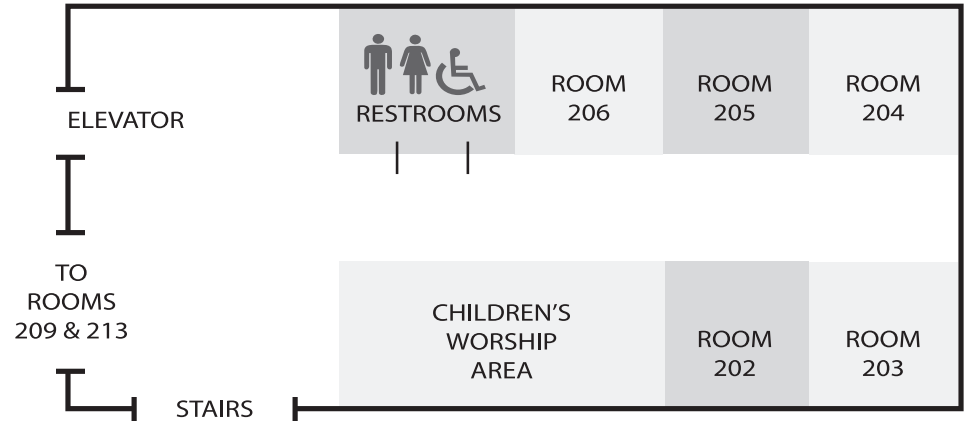 RESTROOMS
ROOM
206
ROOM
205
ROOM
204
ELEVATOR
TO
ROOMS
209 & 213
CHILDREN'S
WORSHIP
AREA
ROOM
202
ROOM
203
STAIRS